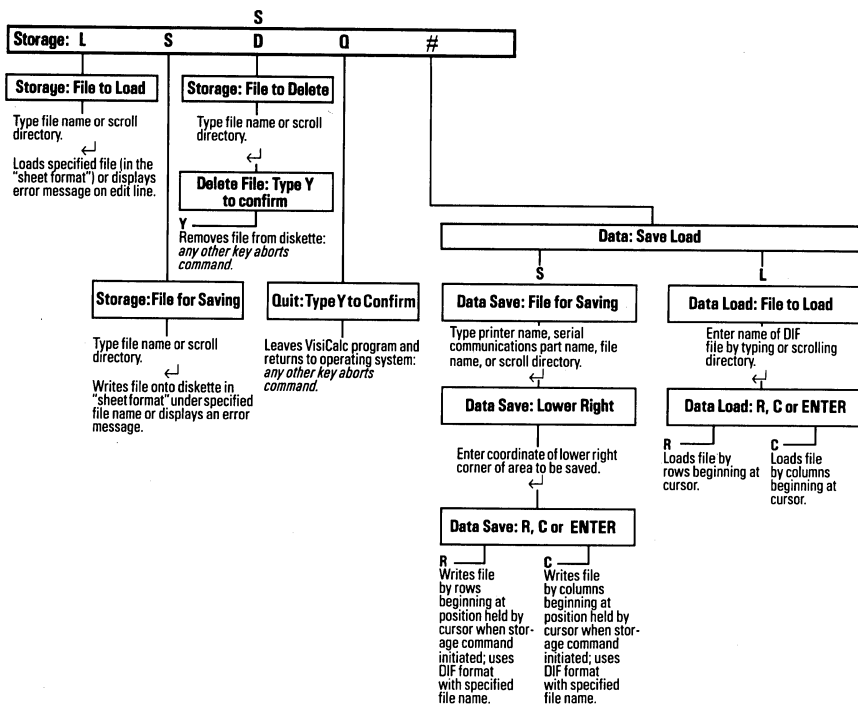 S
Storage: L S D Q #
Storage: File to Load
Type file name or scroll
directory.
↵
Loads specified file (in the
"sheet format") or displays
error message on edit line.
Storage: File to Delete
Type file name or scroll
directory.
↵
Delete File: Type Y
to confirm
Y
Removes file from diskette:
any other key aborts
command.
Storage:File for Saving
Type file name or scroll
directory.
↵
Writes file onto diskette in
"sheet format" under specified
file name or displays an error
message.
Quit:Type Y to Confirm
Leaves VisiCalc program and
returns to operating system:
any other key aborts
command.
Data: Save Load
S
Data Save: File for Saving
Type printer name, serial
communications part name, file
name, or scroll directory.
↵
Data Save: Lower Right
Enter coordinate of lower right
corner of area to be saved.
↵
Data Save: R, C or ENTER
R
Writes file
by rows
beginning at
position held by
cursor when stor-
age command
initiated; uses
DIF format
with specified
file name.
C
Writes file
by columns
beginning at
position held by
cursor when stor-
age command
initiated; uses
DIF format
with specified
file name.
L
Data Load: File to Load
Enter name of DIF
file by typing or scrolling
directory.
↵
Data Load: R, C or ENTER
R
Loads file by
rows beginning at
cursor.
C
Loads file
by columns
beginning at
cursor.